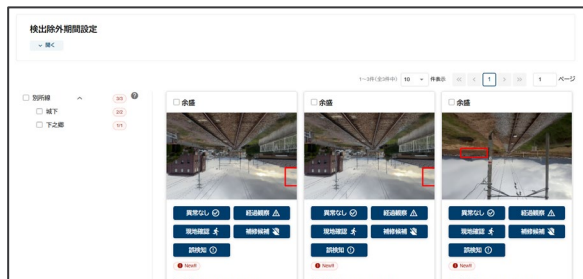 検出除外期間設定
開く
1~3件(全3件中) 10 件表示 1 1 ページ
別所線 3/3
城下 2/2
下之郷 1/1
余盛 余盛 余盛
異常なし 経過観察 異常なし 経過観察 異常なし 経過観察
現地確認 補修候補 現地確認 補修候補 現地確認 補修候補
誤検知 誤検知 誤検知
New!! New!! New!!